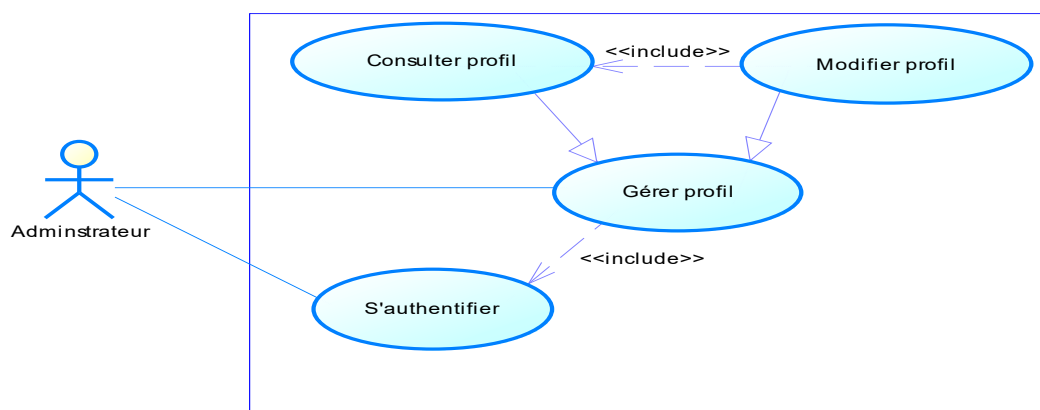 <<include>>
Consulter profil
Modifier profil
Gérer profil
Adminstrateur
<<include>>
S'authentifier